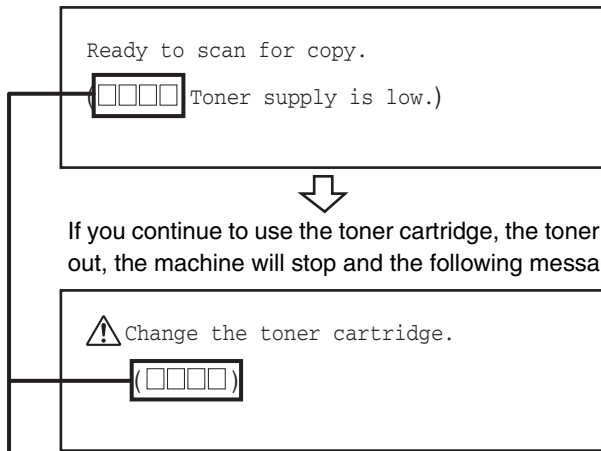 Ready to scan for copy.
(□□□□ Toner supply is low.)
If you continue to use the toner cartridge, the toner
out, the machine will stop and the following messa
Change the toner cartridge.
(□□□□)